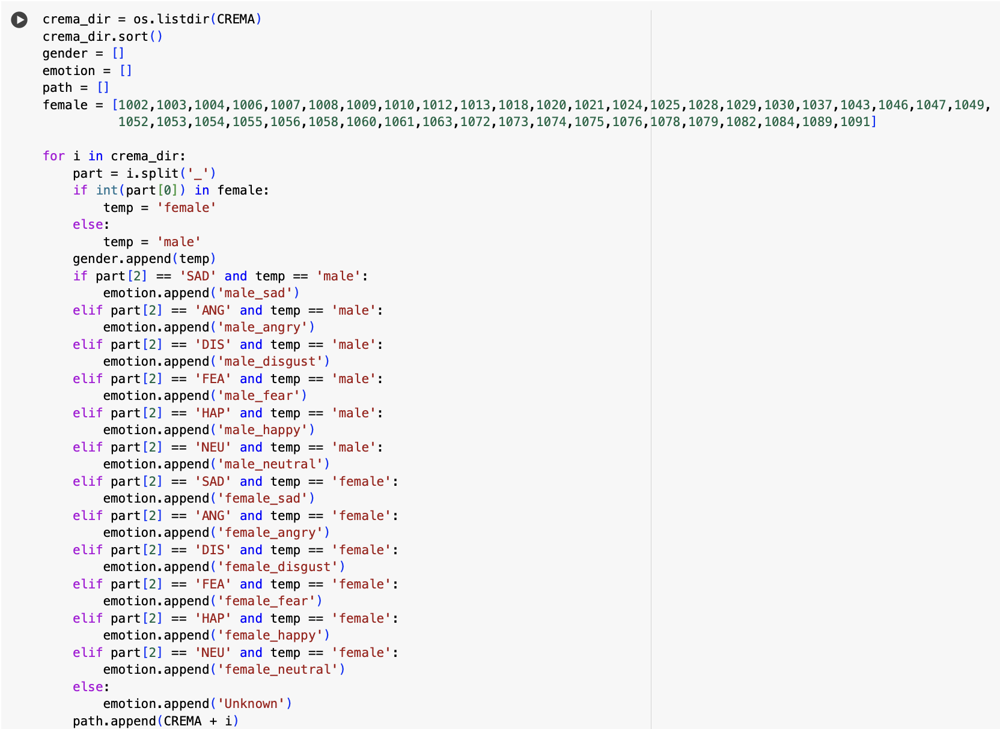 crema_dir = os.listdir(CREMA)
crema_dir.sort()
gender = []
emotion = []
path = []
female = [1002,1003,1004,1006,1007,1008,1009,1010,1012,1013,1018,1020,1021,1024,1025,1028,1029,1030,1037,1043,1046,1047,1049,
          1052,1053,1054,1055,1056,1058,1060,1061,1063,1072,1073,1074,1075,1076,1078,1079,1082,1084,1089,1091]

for i in crema_dir:
    part = i.split('_')
    if int(part[0]) in female:
        temp = 'female'
    else:
        temp = 'male'
    gender.append(temp)
    if part[2] == 'SAD' and temp == 'male':
        emotion.append('male_sad')
    elif part[2] == 'ANG' and temp == 'male':
        emotion.append('male_angry')
    elif part[2] == 'DIS' and temp == 'male':
        emotion.append('male_disgust')
    elif part[2] == 'FEA' and temp == 'male':
        emotion.append('male_fear')
    elif part[2] == 'HAP' and temp == 'male':
        emotion.append('male_happy')
    elif part[2] == 'NEU' and temp == 'male':
        emotion.append('male_neutral')
    elif part[2] == 'SAD' and temp == 'female':
        emotion.append('female_sad')
    elif part[2] == 'ANG' and temp == 'female':
        emotion.append('female_angry')
    elif part[2] == 'DIS' and temp == 'female':
        emotion.append('female_disgust')
    elif part[2] == 'FEA' and temp == 'female':
        emotion.append('female_fear')
    elif part[2] == 'HAP' and temp == 'female':
        emotion.append('female_happy')
    elif part[2] == 'NEU' and temp == 'female':
        emotion.append('female_neutral')
    else:
        emotion.append('Unknown')
    path.append(CREMA + i)